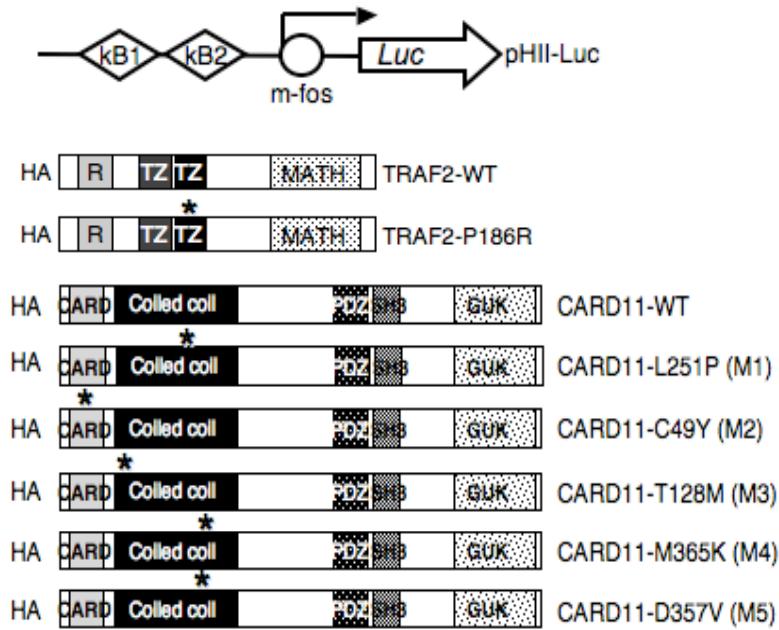 kB1 kB2 Luc pHII-Luc
m-fos
HA R TZ TZ MATH TRAF2-WT
*
HA R TZ TZ MATH TRAF2-P186R
HA CARD Coiled coil PDZ SH3 GUK CARD11-WT
*
HA CARD Coiled coil PDZ SH3 GUK CARD11-L251P (M1)
*
HA CARD Coiled coil PDZ SH3 GUK CARD11-C49Y (M2)
*
HA CARD Coiled coil PDZ SH3 GUK CARD11-T128M (M3)
*
HA CARD Coiled coil PDZ SH3 GUK CARD11-M365K (M4)
*
HA CARD Coiled coil PDZ SH3 GUK CARD11-D357V (M5)